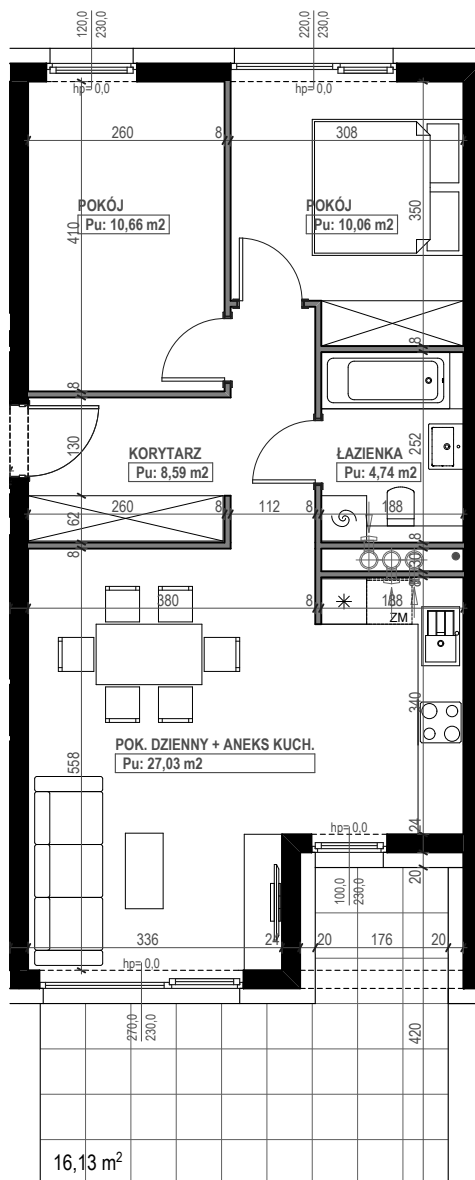 120,0
230,0
220,0
230,0
hp=0,0
hp=0,0
260
8
308
POKÓJ
Pu: 10,66 m2
POKÓJ
Pu: 10,06 m2
410
350
8
8
130
KORYTARZ
Pu: 8,59 m2
ŁAZIENKA
Pu: 4,74 m2
252
62
260
8
112
8
188
8
8
30
8
380
8
188
ZM
340
POK. DZIENNY + ANEKS KUCH.
Pu: 27,03 m2
558
hp=0,0
24
20
100,0
230,0
336
24
20
176
20
hp=0,0
270,0
230,0
420
16,13 m²